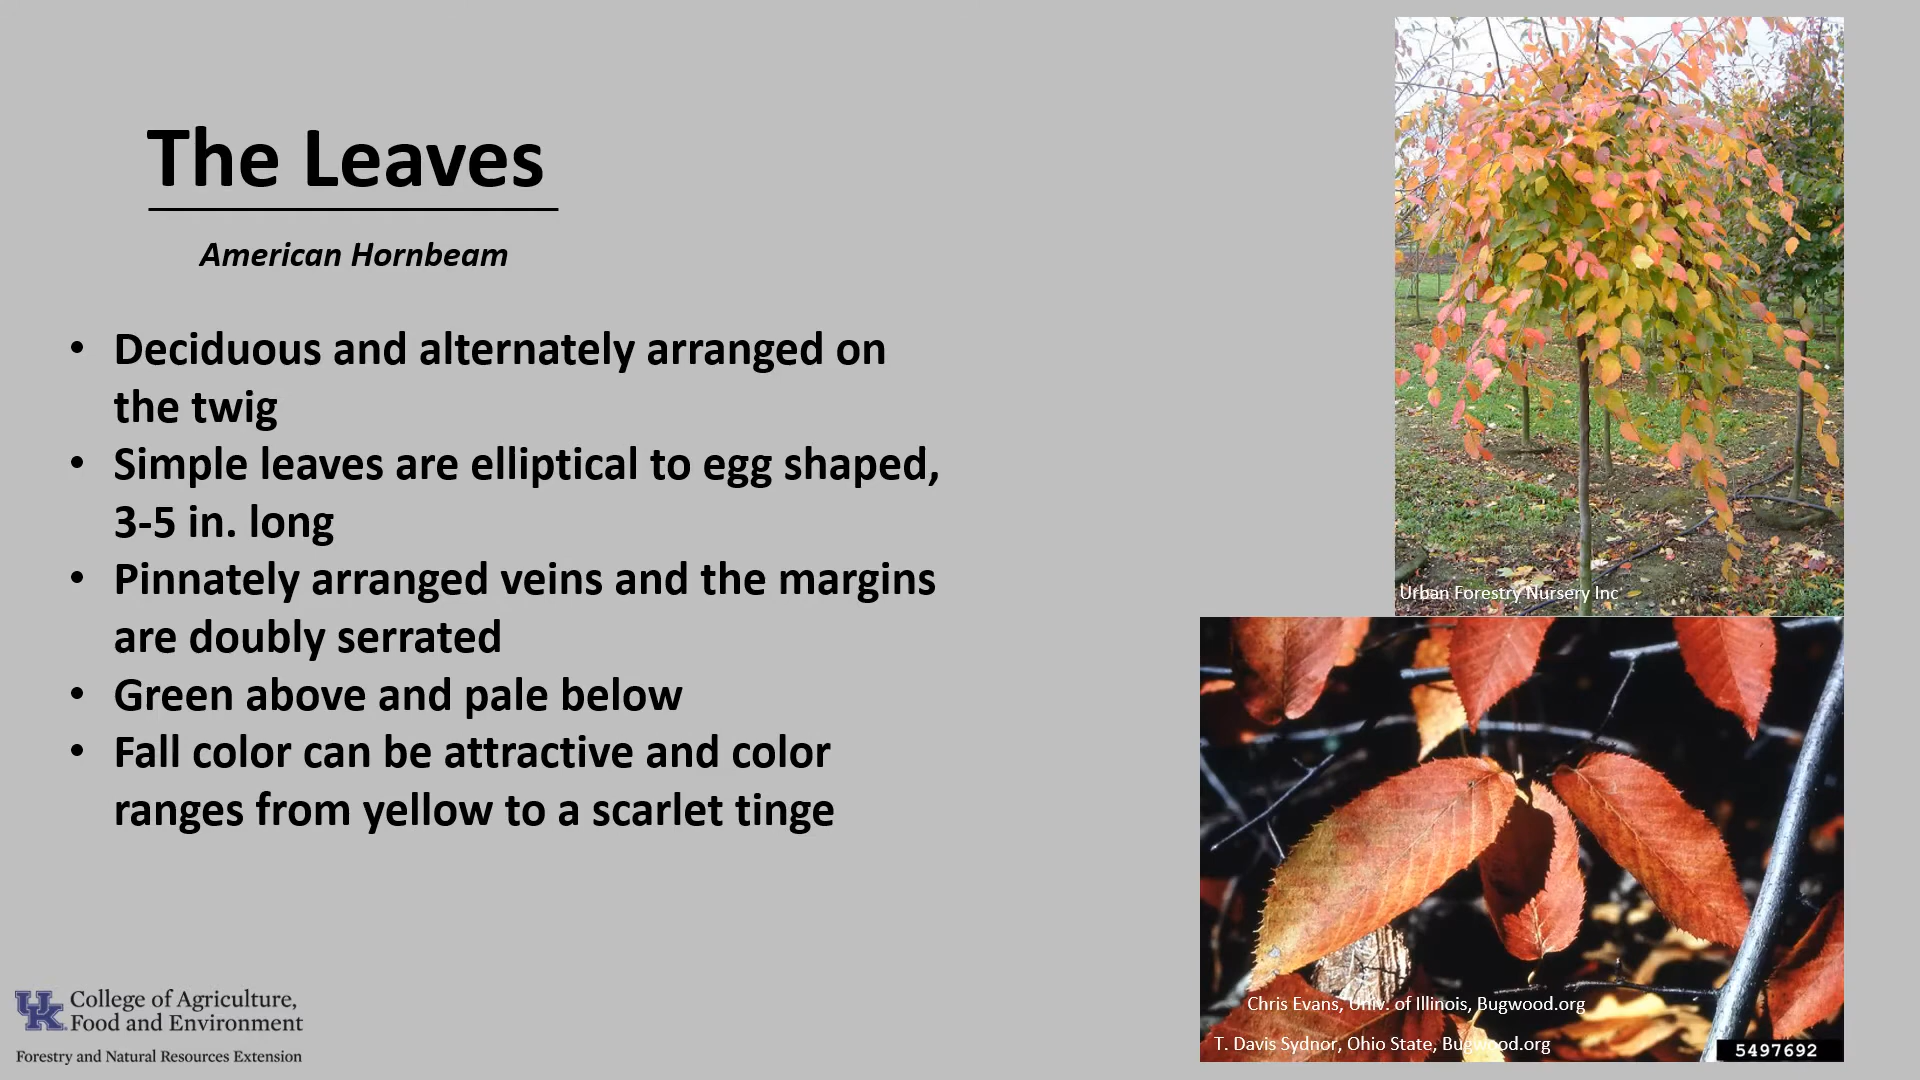 The Leaves
American Hornbeam
• Deciduous and alternately arranged on
the twig
• Simple leaves are elliptical to egg shaped,
3-5 in. long
• Pinnately arranged veins and the margins
are doubly serrated
• Green above and pale below
• Fall color can be attractive and color
ranges from yellow to a scarlet tinge
Urban Forestry Nursery Inc
Chris Evans, Univ. of Illinois, Bugwood.org
T. Davis Sydnor, Ohio State, Bugwood.org
5497692
UK
College of Agriculture,
Food and Environment
Forestry and Natural Resources Extension